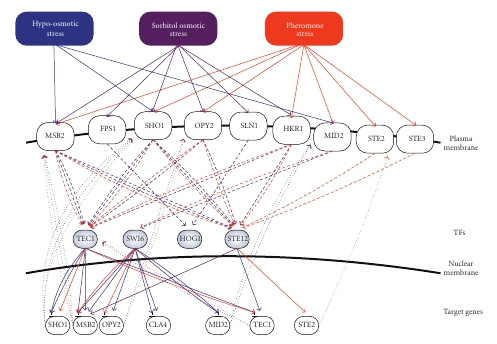 Hypo-osmotic
stress
Sorbitol osmotic
stress
Pheromone
stress
MSB2
FPS1
SHO1
OPY2
SLN1
HKR1
MID2
STE2
STE3
Plasma
membrane
TEC1
SWI6
HOG1
STE12
TFs
Nuclear
membrane
SHO1
MSB2
OPY2
CLA4
MID2
TEC1
STE2
Target genes